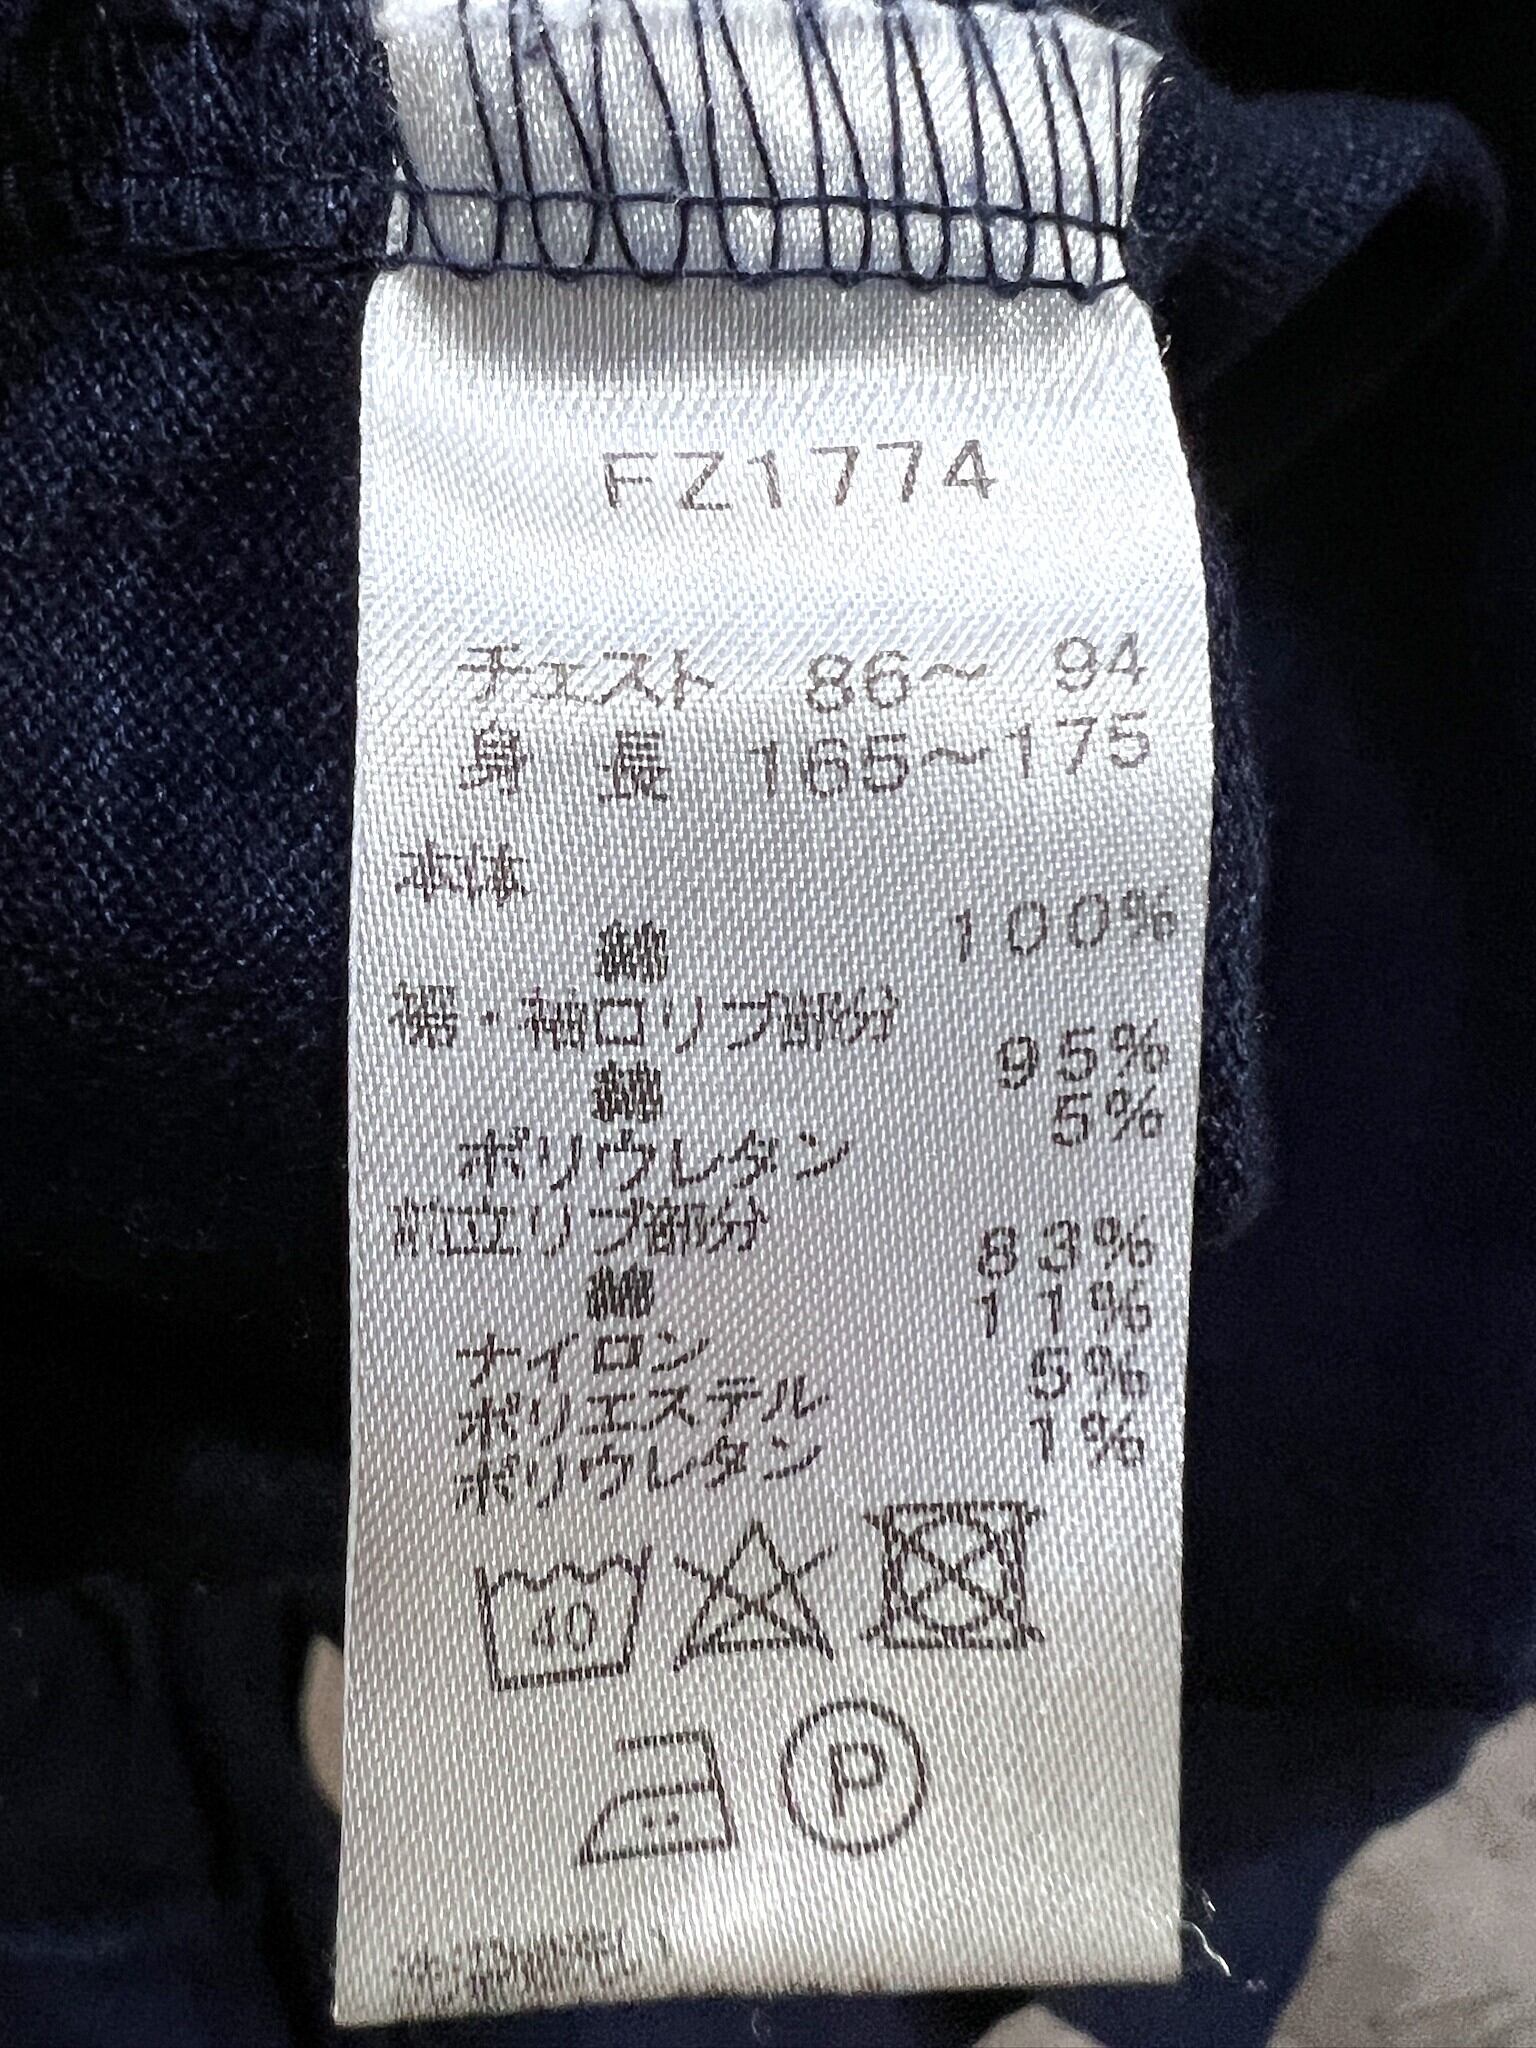 FZ1774
チェスト 86～ 94
身 長 165～175
本体
綿 100%
裾・袖口リブ部分
綿 95%
ポリウレタン 5%
前立リブ部分
綿 83%
ナイロン 11%
ポリエステル 5%
ポリウレタン 1%
40
P